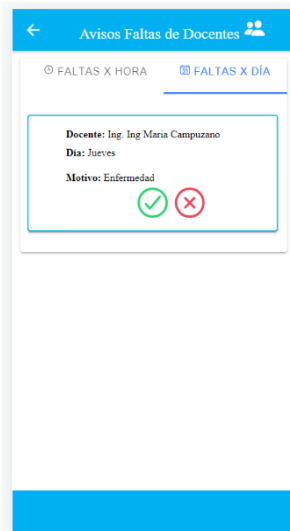 Avisos Faltas de Docentes
FALTAS X HORA
FALTAS X DÍA
Docente: Ing. Ing Maria Campuzano
Día: Jueves
Motivo: Enfermedad